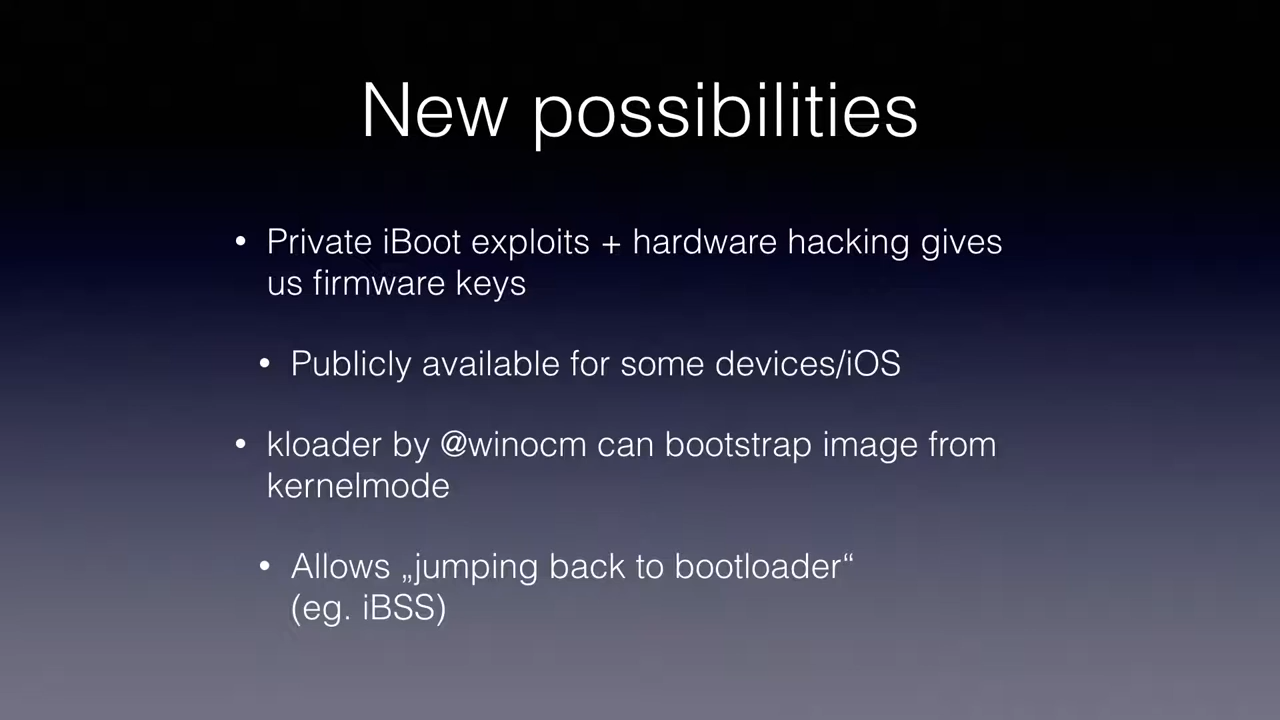 New possibilities
• Private iBoot exploits + hardware hacking gives
us firmware keys
• Publicly available for some devices/iOS
• kloader by @winocm can bootstrap image from
kernelmode
• Allows „jumping back to bootloader“
(eg. iBSS)